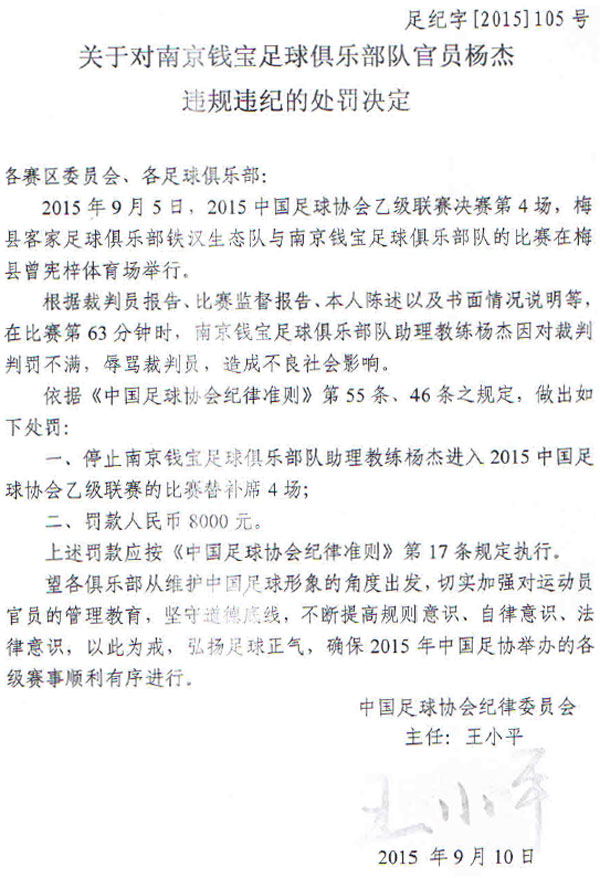 足纪字[2015]105号
关于对南京钱宝足球俱乐部队官员杨杰
违规违纪的处罚决定
各赛区委员会、各足球俱乐部：
2015年9月5日，2015中国足球协会乙级联赛决赛第4场，梅
县客家足球俱乐部铁汉生态队与南京钱宝足球俱乐部队的比赛在梅
县曾宪梓体育场举行。
根据裁判员报告、比赛监督报告、本人陈述以及书面情况说明等，
在比赛第63分钟时，南京钱宝足球俱乐部队助理教练杨杰因对裁判
判罚不满，辱骂裁判员，造成不良社会影响。
依据《中国足球协会纪律准则》第55条、46条之规定，做出如
下处罚：
一、停止南京钱宝足球俱乐部队助理教练杨杰进入2015中国足
球协会乙级联赛的比赛替补席4场；
二、罚款人民币8000元。
上述罚款应按《中国足球协会纪律准则》第17条规定执行。
望各俱乐部从维护中国足球形象的角度出发，切实加强对运动员
官员的管理教育，坚守道德底线，不断提高规则意识、自律意识、法
律意识，以此为戒，弘扬足球正气，确保2015年中国足协举办的各
级赛事顺利有序进行。
中国足球协会纪律委员会
主任：王小平
王小平
2015年9月10日